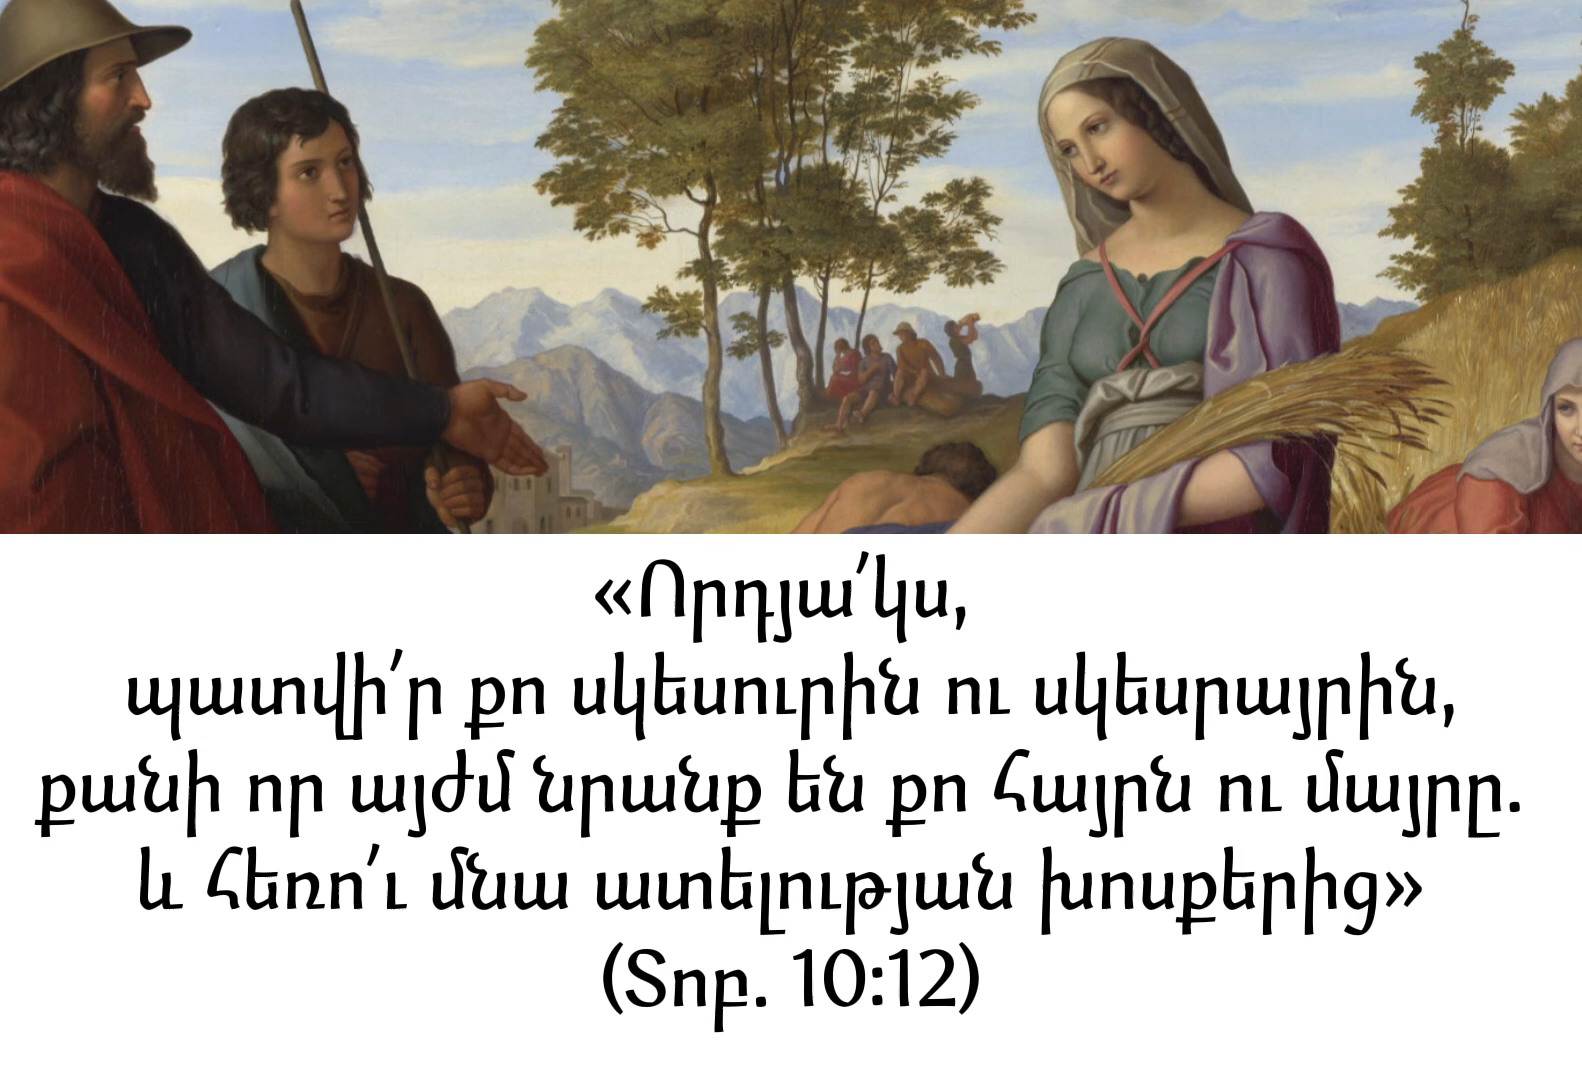 «Որդյա՛կս,
պատվի՛ր քո սկեսուրին ու սկեսրայրին,
քանի որ այժմ նրանք են քո հայրն ու մայրը.
և հեռո՛ւ մնա ատելության խոսքերից»
(Տոբ. 10:12)